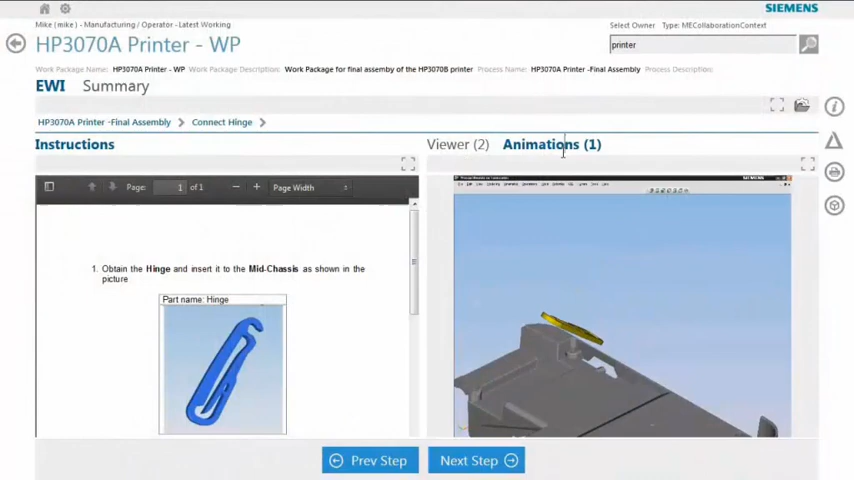 SIEMENS
Mike ( mike ) - Manufacturing / Operator -Latest Working
Select Owner Type: MECollaborationContext
HP3070A Printer - WP
printer
Work Package Name: HP3070A Printer - WP Work Package Description: Work Package for final assemby of the HP3070B printer Process Name: HP3070A Printer -Final Assembly Process Description:
EWI Summary
HP3070A Printer -Final Assembly Connect Hinge
Instructions
Viewer (2) Animations (1)
Page: 1 of 1 Page Width
SIEMENS
1. Obtain the Hinge and insert it to the Mid-Chassis as shown in the
picture
Part name: Hinge
Prev Step
Next Step